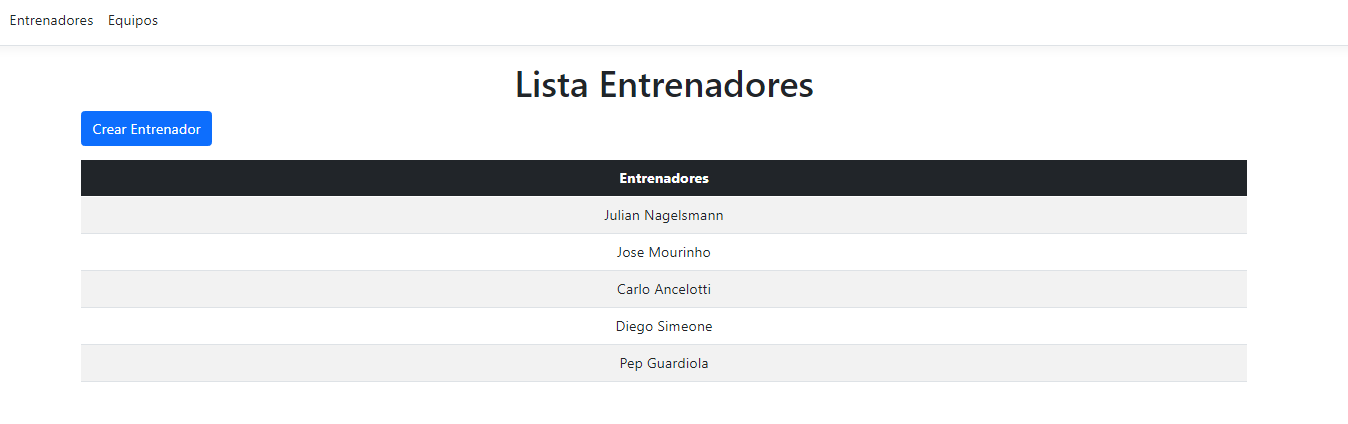 Entrenadores Equipos
Lista Entrenadores
Crear Entrenador
Entrenadores
Julian Nagelsmann
Jose Mourinho
Carlo Ancelotti
Diego Simeone
Pep Guardiola